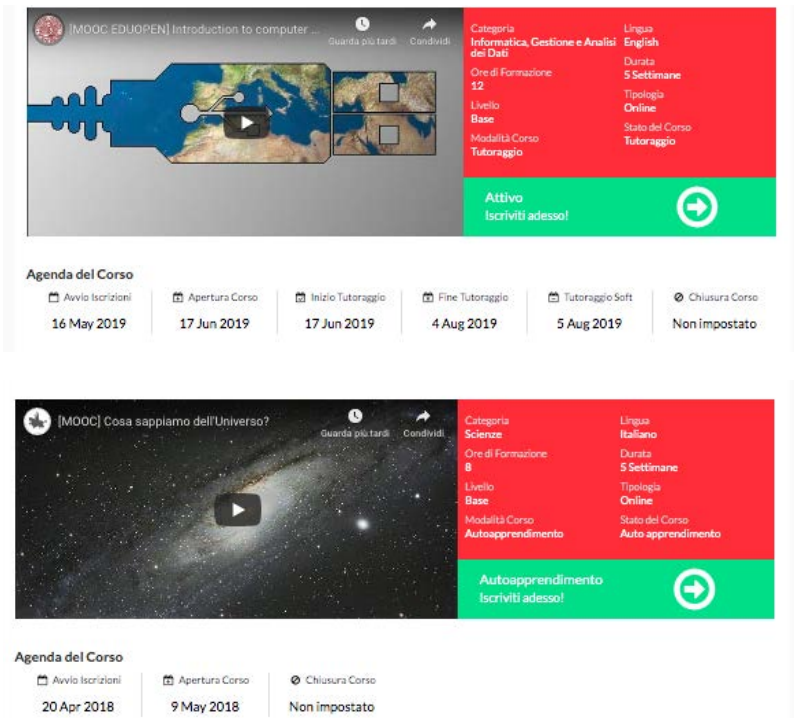 [MOOC EDUOPEN] Introduction to computer ...
Guarda più tardi
Condividi
Categoria
Informatica, Gestione e Analisi
dei Dati
Ore di Formazione
12
Livello
Base
Modalità Corso
Tutoraggio
Lingua
English
Durata
5 Settimane
Tipologia
Online
Stato del Corso
Tutoraggio
Attivo
Iscriviti adesso!
Agenda del Corso
Avvio Iscrizioni
16 May 2019
Apertura Corso
17 Jun 2019
Inizio Tutoraggio
17 Jun 2019
Fine Tutoraggio
4 Aug 2019
Tutoraggio Soft
5 Aug 2019
Chiusura Corso
Non impostato
[MOOC] Cosa sappiamo dell'Universo?
Guarda più tardi
Condividi
Categoria
Scienze
Ore di Formazione
8
Livello
Base
Modalità Corso
Autoapprendimento
Lingua
Italiano
Durata
5 Settimane
Tipologia
Online
Stato del Corso
Auto apprendimento
Autoapprendimento
Iscriviti adesso!
Agenda del Corso
Avvio Iscrizioni
20 Apr 2018
Apertura Corso
9 May 2018
Chiusura Corso
Non impostato